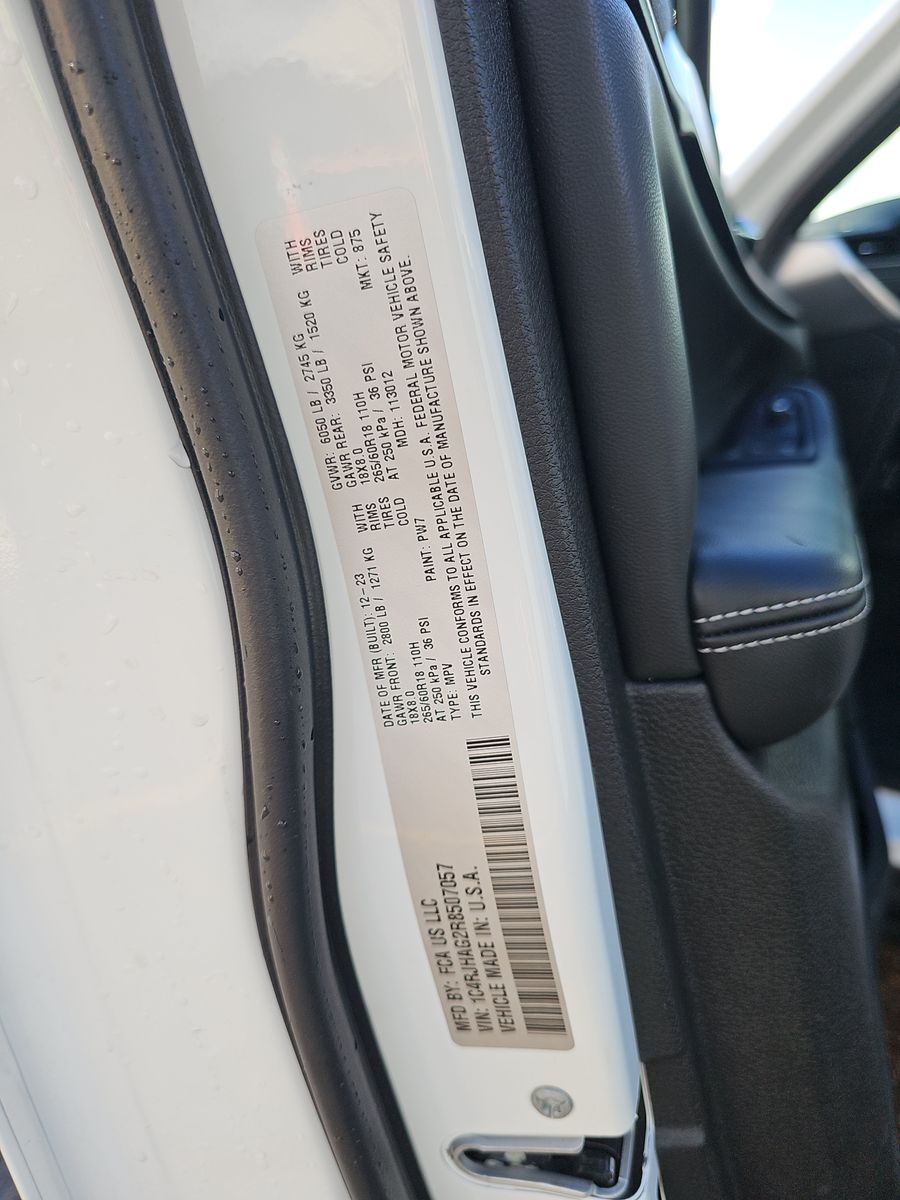 MFD BY: FCA US LLC
VIN: 1C4RJHAG2R8507057
VEHICLE MADE IN: U.S.A.
DATE OF MFR (BUILT): 12-23
GAWR FRONT: 2800 LB / 1271 KG WITH
18X8.0 RIMS
265/60R18 110H TIRES
AT 250 kPa / 36 PSI COLD
TYPE: MPV PAINT: PW7
GVWR: 6050 LB / 2745 KG
GAWR REAR: 3350 LB / 1520 KG WITH
18X8.0 RIMS
265/60R18 110H TIRES
AT 250 kPa / 36 PSI COLD
MDH: 113012 MKT: 875
THIS VEHICLE CONFORMS TO ALL APPLICABLE U.S.A. FEDERAL MOTOR VEHICLE SAFETY
STANDARDS IN EFFECT ON THE DATE OF MANUFACTURE SHOWN ABOVE.